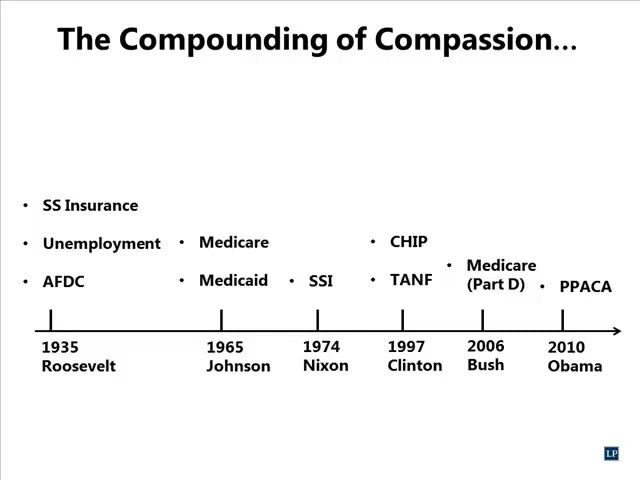 The Compounding of Compassion...
• SS Insurance
• Unemployment
• AFDC
• Medicare
• Medicaid
• SSI
• CHIP
• TANF
• Medicare
(Part D)
• PPACA
1935
Roosevelt
1965
Johnson
1974
Nixon
1997
Clinton
2006
Bush
2010
Obama
LP